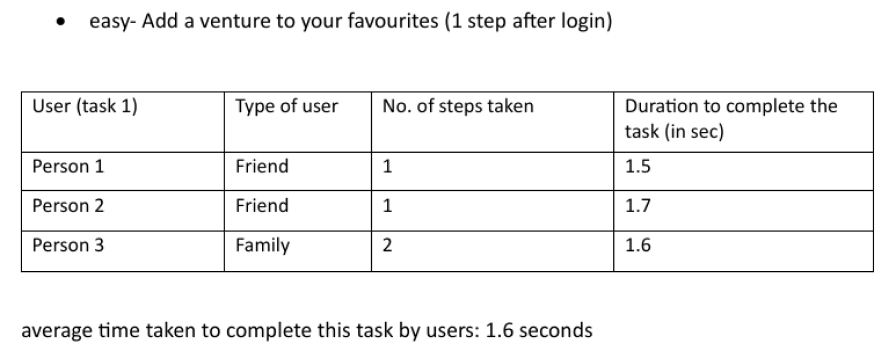 • easy- Add a venture to your favourites (1 step after login)
User (task 1) Type of user No. of steps taken Duration to complete the
task (in sec)
Person 1 Friend 1 1.5
Person 2 Friend 1 1.7
Person 3 Family 2 1.6
average time taken to complete this task by users: 1.6 seconds